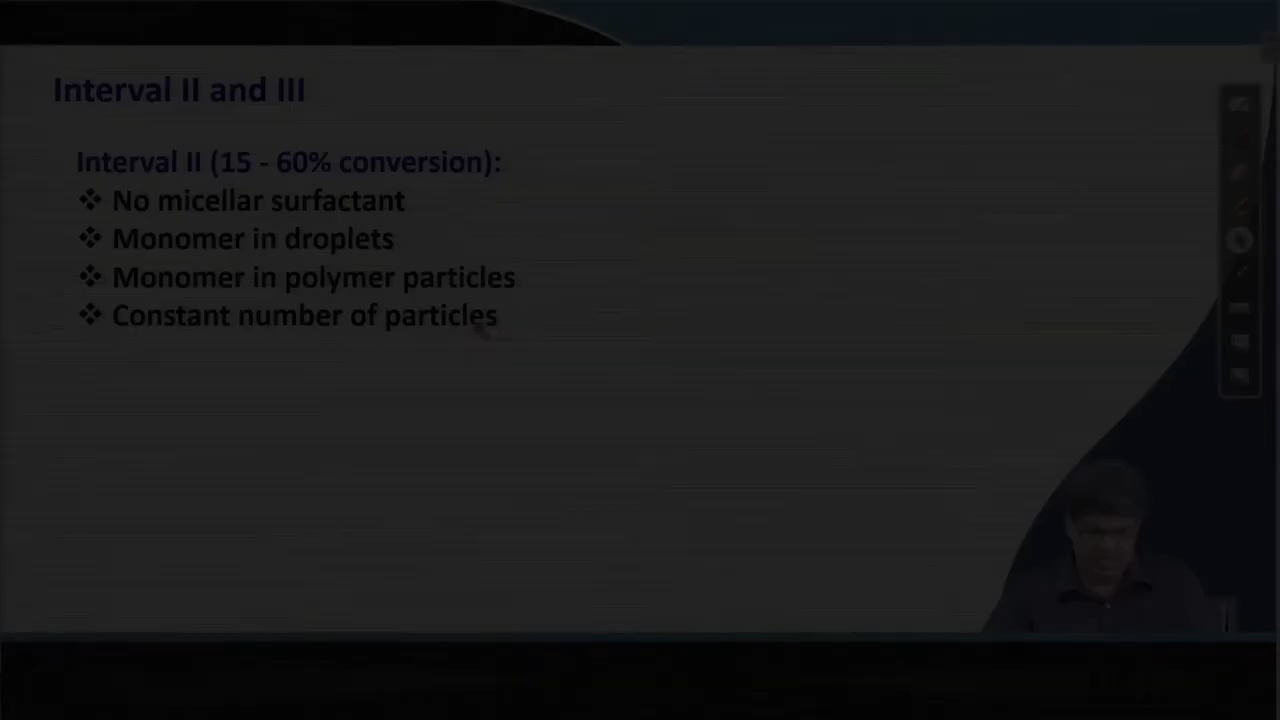 Interval II and III
Interval II (15 - 60% conversion):
❖ No micellar surfactant
❖ Monomer in droplets
❖ Monomer in polymer particles
❖ Constant number of particles